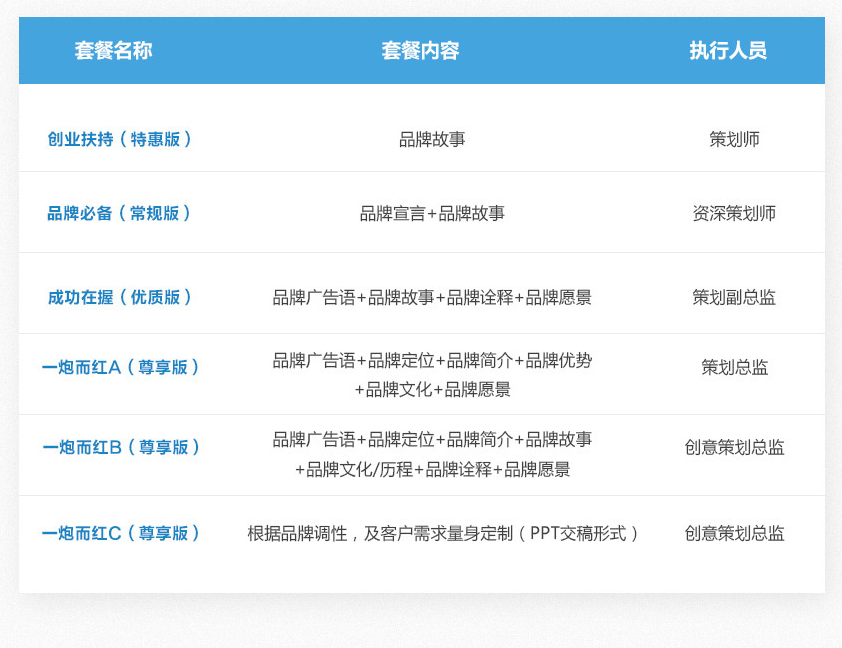 套餐名称 套餐内容 执行人员
创业扶持（特惠版） 品牌故事 策划师
品牌必备（常规版） 品牌宣言+品牌故事 资深策划师
成功在握（优质版） 品牌广告语+品牌故事+品牌诠释+品牌愿景 策划副总监
一炮而红A（尊享版） 品牌广告语+品牌定位+品牌简介+品牌优势 策划总监
+品牌文化+品牌愿景
一炮而红B（尊享版） 品牌广告语+品牌定位+品牌简介+品牌故事 创意策划总监
+品牌文化/历程+品牌诠释+品牌愿景
一炮而红C（尊享版） 根据品牌调性，及客户需求量身定制（PPT交稿形式） 创意策划总监